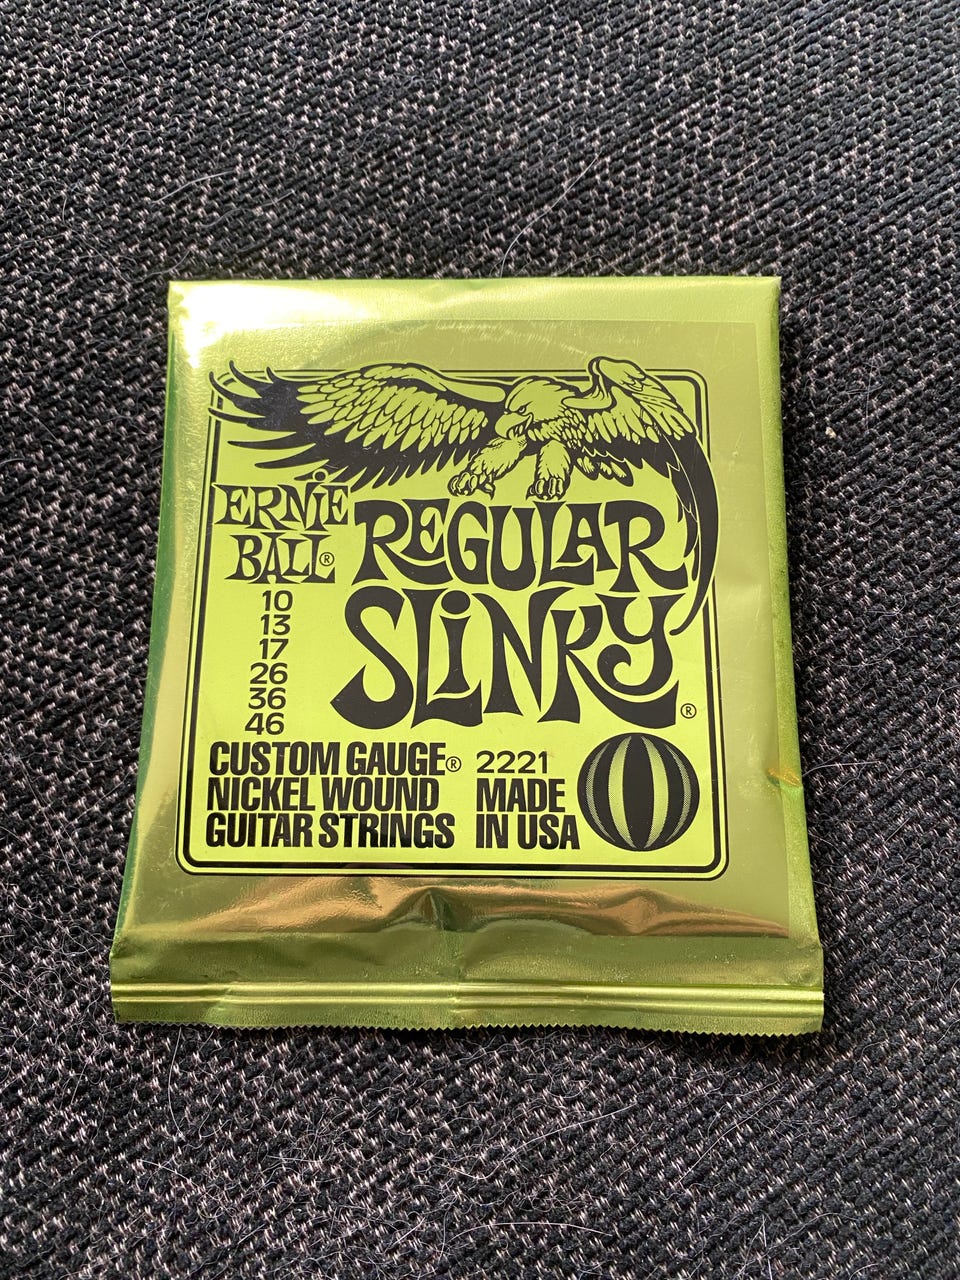 ERNiE
BALL®
REGULAR
SLiNKY®
10
13
17
26
36
46
CUSTOM GAUGE®
NICKEL WOUND
GUITAR STRINGS
2221
MADE
IN USA